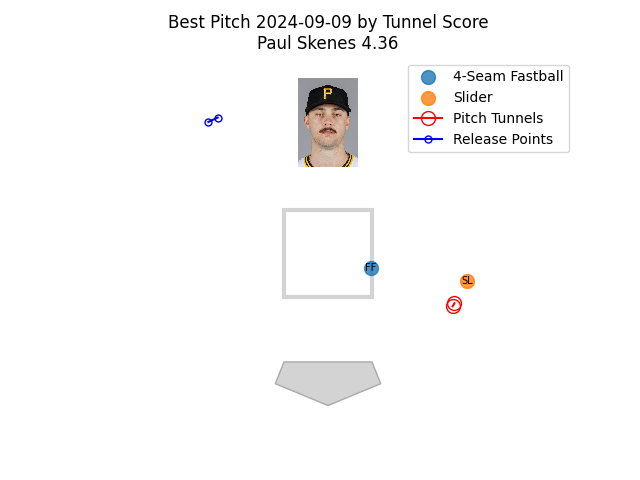 Best Pitch 2024-09-09 by Tunnel Score
Paul Skenes 4.36
4-Seam Fastball
Slider
Pitch Tunnels
Release Points
P
FF
SL